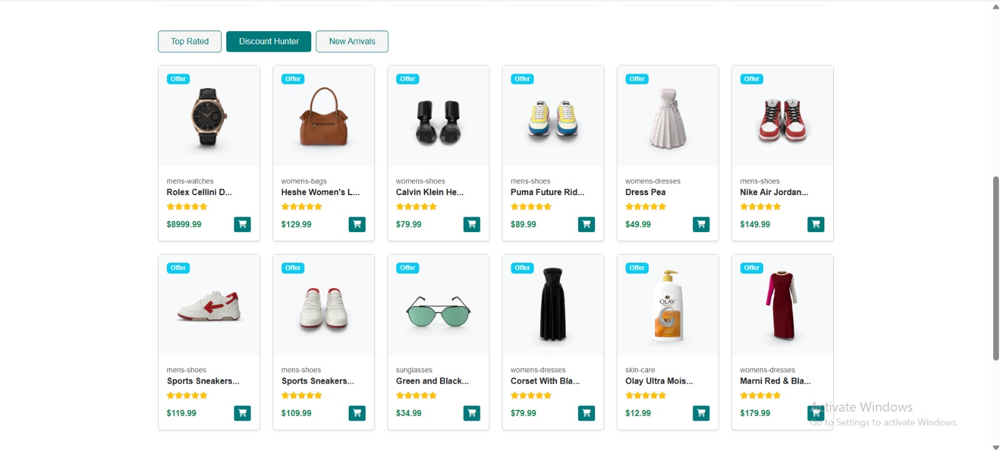 Top Rated
Discount Hunter
New Arrivals
Offer
mens-watches
Rolex Cellini D...
$8999.99
Offer
womens-bags
Heshe Women's L...
$129.99
Offer
womens-shoes
Calvin Klein He...
$79.99
Offer
mens-shoes
Puma Future Rid...
$89.99
Offer
womens-dresses
Dress Pea
$49.99
Offer
mens-shoes
Nike Air Jordan...
$149.99
Offer
mens-shoes
Sports Sneakers...
$119.99
Offer
mens-shoes
Sports Sneakers...
$109.99
Offer
sunglasses
Green and Black...
$34.99
Offer
womens-dresses
Corset With Bla...
$79.99
Offer
OLAY
skin-care
Olay Ultra Mois...
$12.99
Offer
womens-dresses
Marni Red & Bla...
$179.99
Activate Windows
Go to Settings to activate Windows.